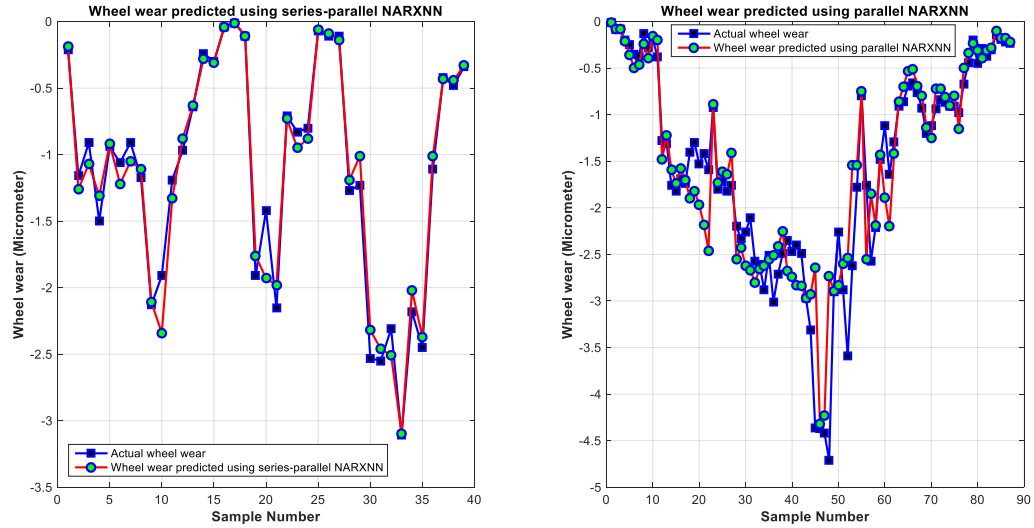 Wheel wear predicted using series-parallel NARXNN
0
-0.5
-1
-1.5
-2
-2.5
-3
-3.5
Wheel wear (Micrometer)
Actual wheel wear
Wheel wear predicted using series-parallel NARXNN
0 5 10 15 20 25 30 35 40
Sample Number
Wheel wear predicted using parallel NARXNN
0
-0.5
-1
-1.5
-2
-2.5
-3
-3.5
-4
-4.5
-5
Wheel wear (Micrometer)
Actual wheel wear
Wheel wear predicted using parallel NARXNN
0 10 20 30 40 50 60 70 80 90
Sample Number